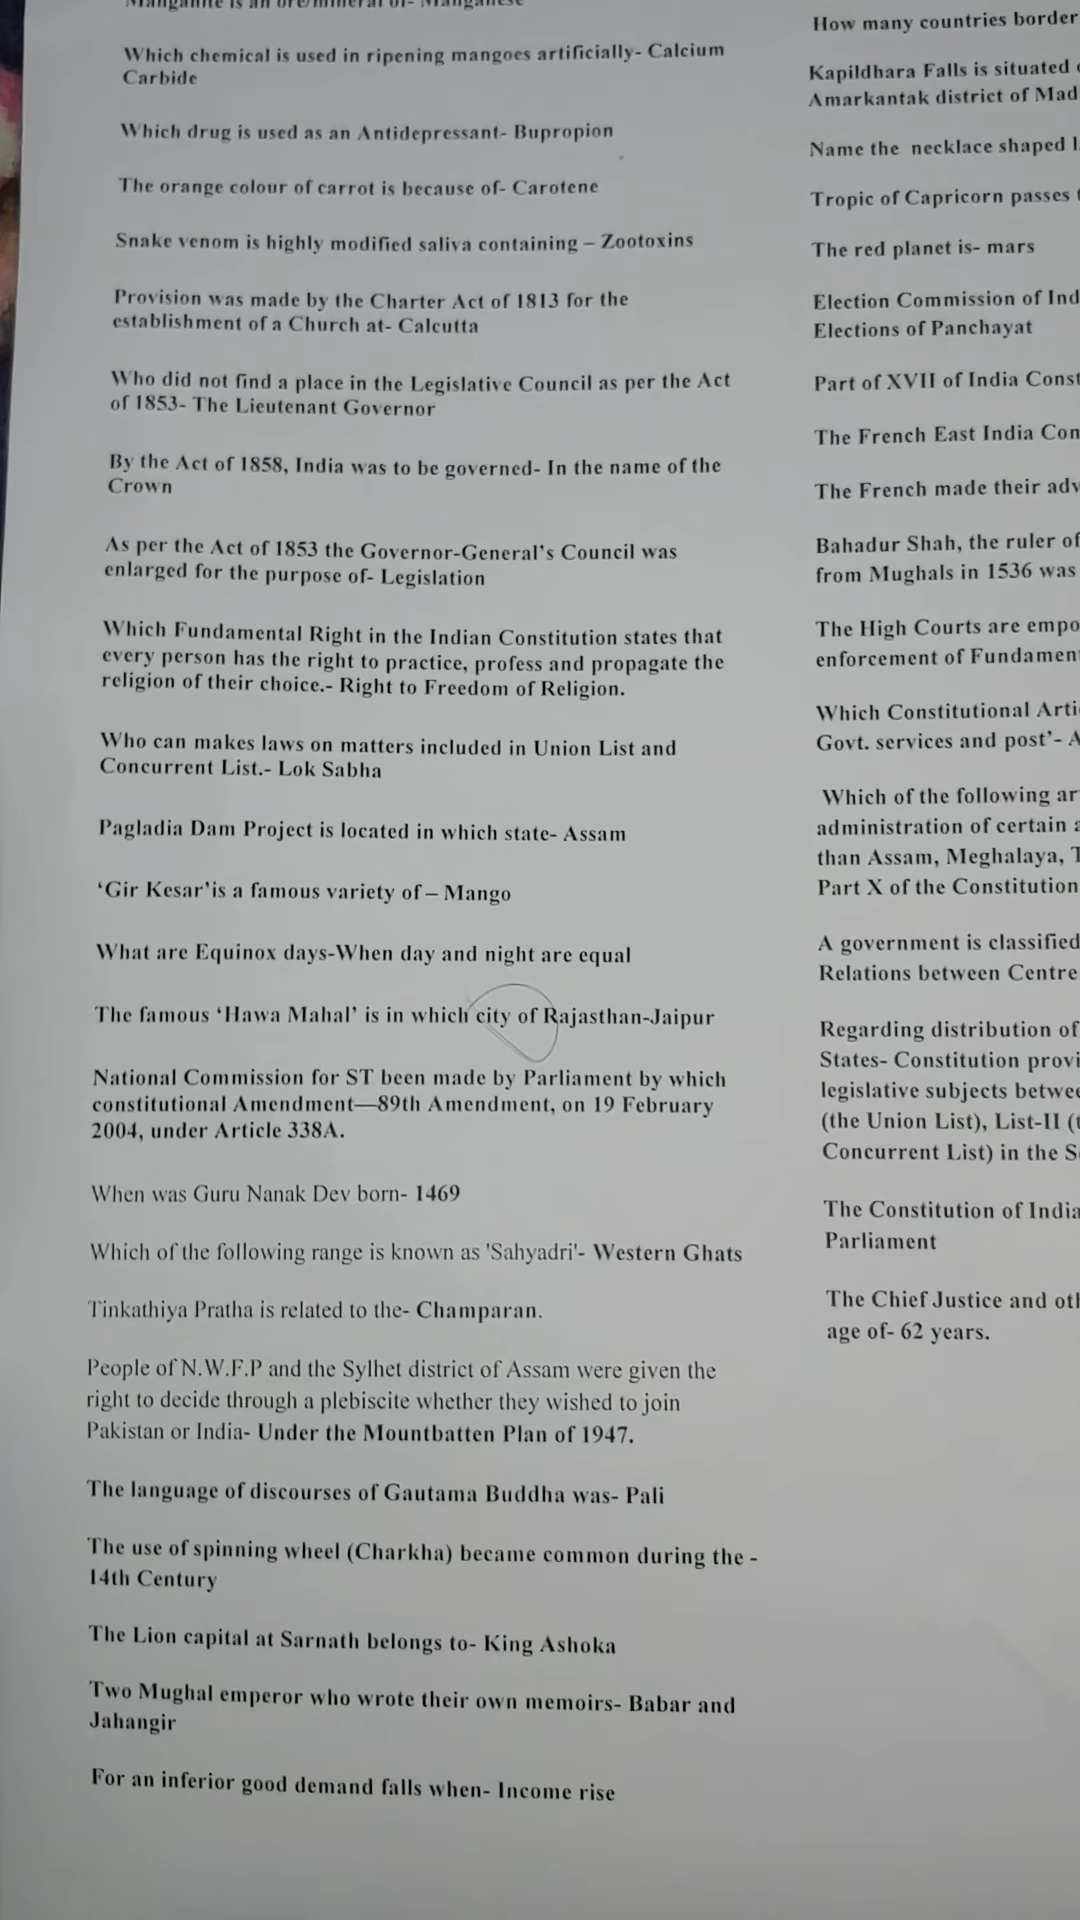 Manganite is an ore/mineral of- Manganese
Which chemical is used in ripening mangoes artificially- Calcium
Carbide
Which drug is used as an Antidepressant- Bupropion
The orange colour of carrot is because of- Carotene
Snake venom is highly modified saliva containing – Zootoxins
Provision was made by the Charter Act of 1813 for the
establishment of a Church at- Calcutta
Who did not find a place in the Legislative Council as per the Act
of 1853- The Lieutenant Governor
By the Act of 1858, India was to be governed- In the name of the
Crown
As per the Act of 1853 the Governor-General's Council was
enlarged for the purpose of- Legislation
Which Fundamental Right in the Indian Constitution states that
every person has the right to practice, profess and propagate the
religion of their choice.- Right to Freedom of Religion.
Who can makes laws on matters included in Union List and
Concurrent List.- Lok Sabha
Pagladia Dam Project is located in which state- Assam
‘Gir Kesar’is a famous variety of – Mango
What are Equinox days-When day and night are equal
The famous ‘Hawa Mahal’ is in which city of Rajasthan-Jaipur
National Commission for ST been made by Parliament by which
constitutional Amendment—89th Amendment, on 19 February
2004, under Article 338A.
When was Guru Nanak Dev born- 1469
Which of the following range is known as 'Sahyadri'- Western Ghats
Tinkathiya Pratha is related to the- Champaran.
People of N.W.F.P and the Sylhet district of Assam were given the
right to decide through a plebiscite whether they wished to join
Pakistan or India- Under the Mountbatten Plan of 1947.
The language of discourses of Gautama Buddha was- Pali
The use of spinning wheel (Charkha) became common during the -
14th Century
The Lion capital at Sarnath belongs to- King Ashoka
Two Mughal emperor who wrote their own memoirs- Babar and
Jahangir
For an inferior good demand falls when- Income rise
How many countries border
Kapildhara Falls is situated
Amarkantak district of Mad
Name the necklace shaped
Tropic of Capricorn passes
The red planet is- mars
Election Commission of Ind
Elections of Panchayat
Part of XVII of India Const
The French East India Con
The French made their adv
Bahadur Shah, the ruler of
from Mughals in 1536 was
The High Courts are empo
enforcement of Fundamen
Which Constitutional Arti
Govt. services and post’- A
Which of the following ar
administration of certain
than Assam, Meghalaya, T
Part X of the Constitution
A government is classified
Relations between Centre
Regarding distribution of
States- Constitution provi
legislative subjects betwee
(the Union List), List-II (
Concurrent List) in the S
The Constitution of India
Parliament
The Chief Justice and oth
age of- 62 years.